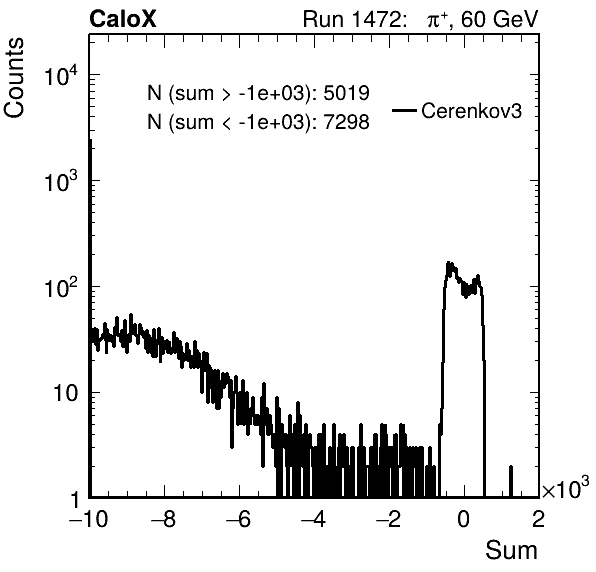 CaloX Run 1472: π⁺, 60 GeV
Counts
N (sum > -1e+03): 5019
N (sum < -1e+03): 7298
Cerenkov3
10⁴
10³
10²
10
1
−10 −8 −6 −4 −2 0 2
×10³
Sum